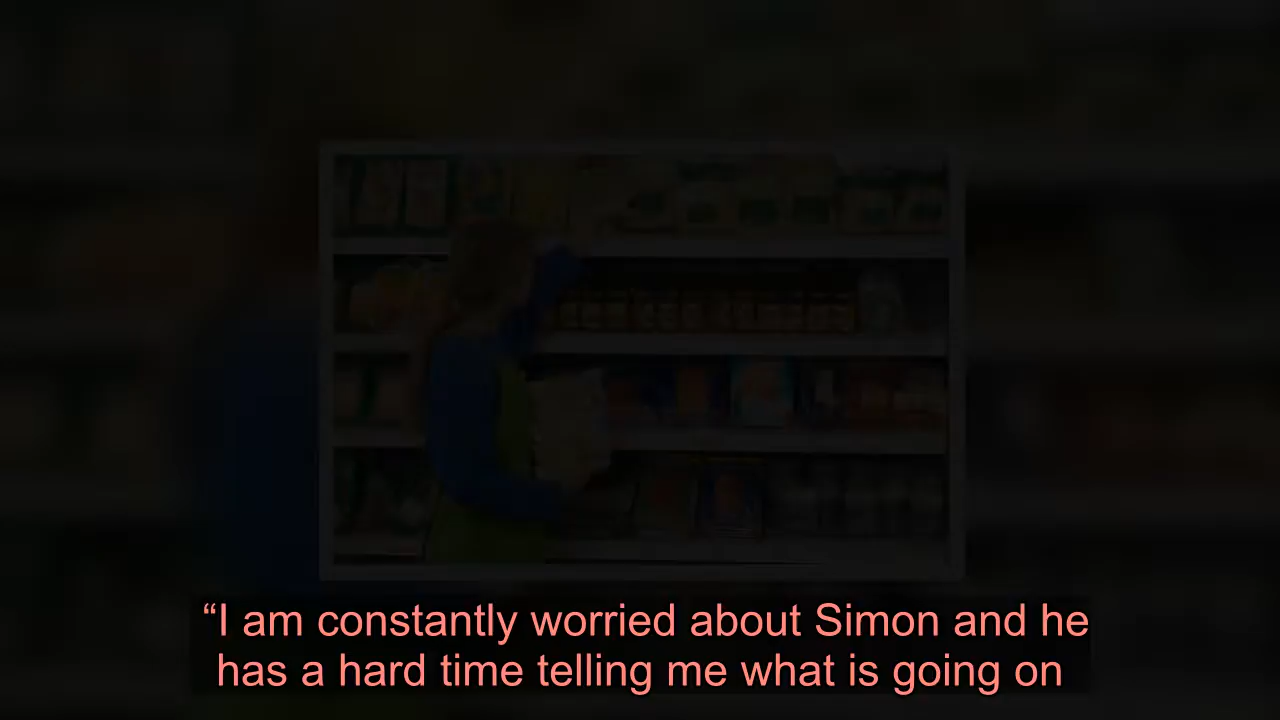 “I am constantly worried about Simon and he
has a hard time telling me what is going on